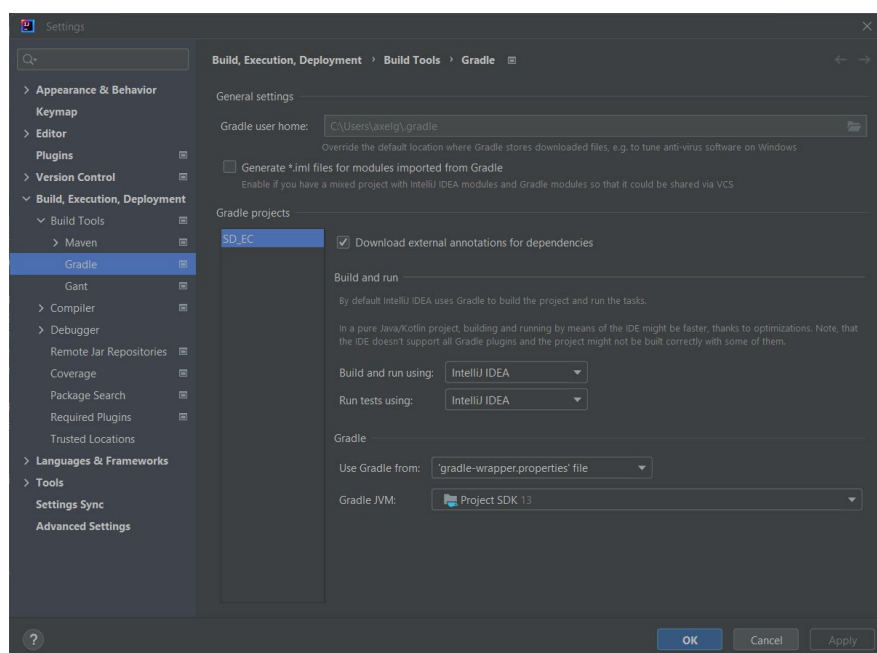 Settings
Build, Execution, Deployment › Build Tools › Gradle
Appearance & Behavior
Keymap
Editor
Plugins
Version Control
Build, Execution, Deployment
Build Tools
Maven
Gradle
Gant
Compiler
Debugger
Remote Jar Repositories
Coverage
Package Search
Required Plugins
Trusted Locations
Languages & Frameworks
Tools
Settings Sync
Advanced Settings
General settings
Gradle user home: C:\Users\axelg\.gradle
Override the default location where Gradle stores downloaded files, e.g. to tune anti-virus software on Windows
Generate *.iml files for modules imported from Gradle
Enable if you have a mixed project with IntelliJ IDEA modules and Gradle modules so that it could be shared via VCS
Gradle projects
SD_EC
Download external annotations for dependencies
Build and run
By default IntelliJ IDEA uses Gradle to build the project and run the tasks.
In a pure Java/Kotlin project, building and running by means of the IDE might be faster, thanks to optimizations. Note, that
the IDE doesn't support all Gradle plugins and the project might not be built correctly with some of them.
Build and run using: IntelliJ IDEA
Run tests using: IntelliJ IDEA
Gradle
Use Gradle from: 'gradle-wrapper.properties' file
Gradle JVM: Project SDK 13
?
OK Cancel Apply